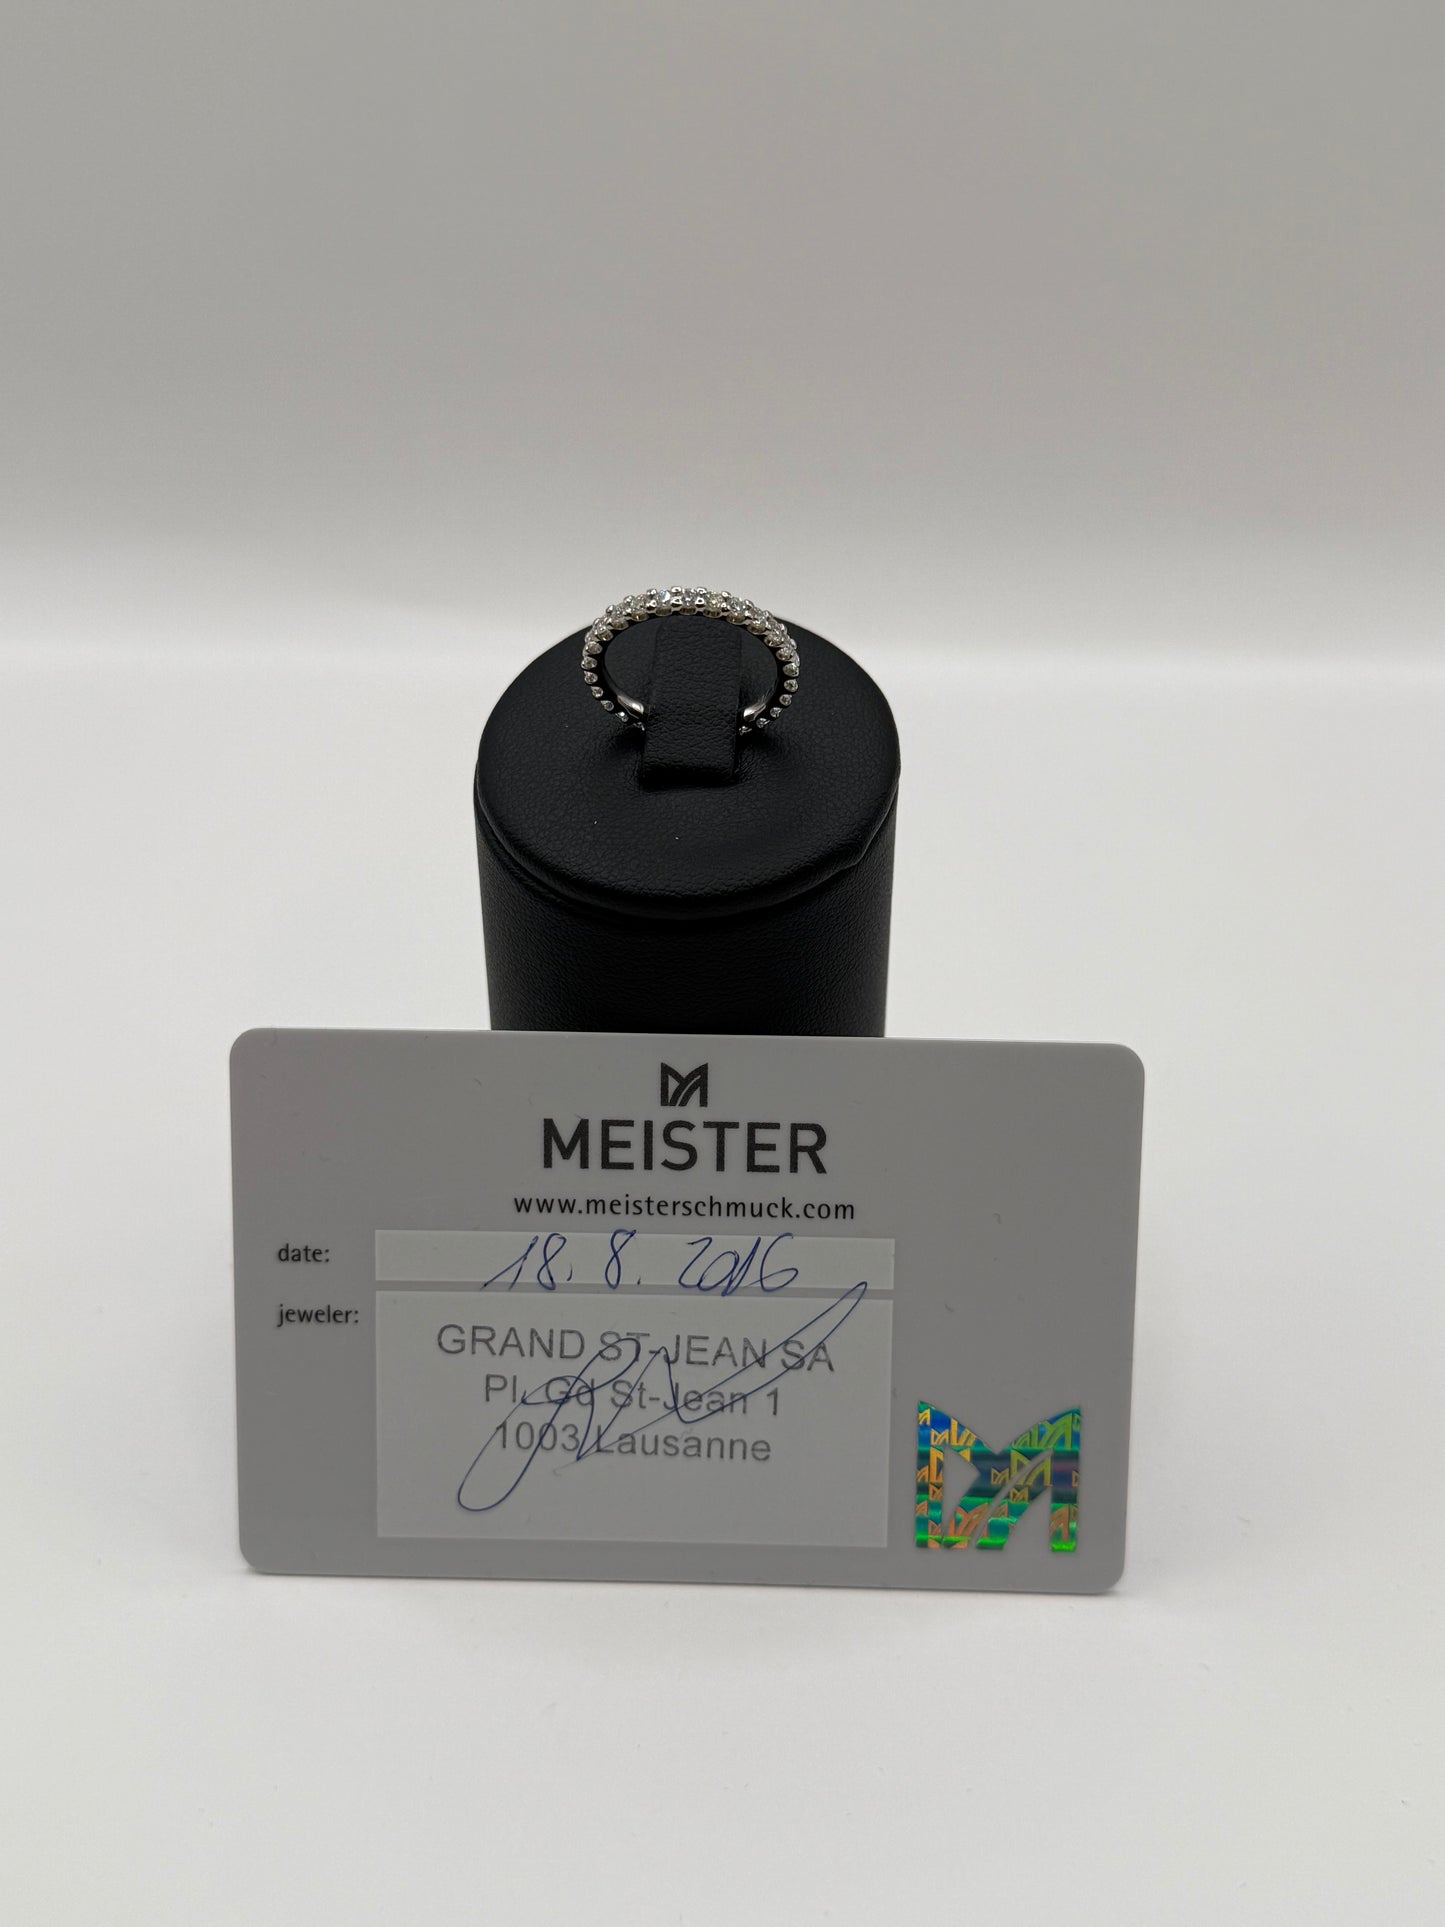 MEISTER
www.meisterschmuck.com
date: 18. 8. 2016
jeweler:
GRAND ST-JEAN SA
Pl. Gd St-Jean 1
1003 Lausanne